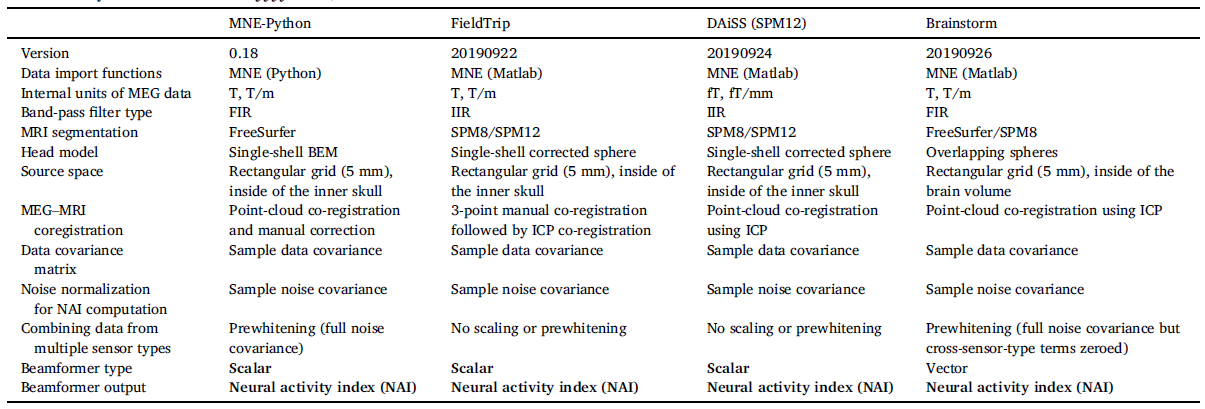 MNE-Python FieldTrip DAiSS (SPM12) Brainstorm
Version 0.18 20190922 20190924 20190926
Data import functions MNE (Python) MNE (Matlab) MNE (Matlab) MNE (Matlab)
Internal units of MEG data T, T/m T, T/m fT, fT/mm T, T/m
Band-pass filter type FIR IIR IIR FIR
MRI segmentation FreeSurfer SPM8/SPM12 SPM8/SPM12 FreeSurfer/SPM8
Head model Single-shell BEM Single-shell corrected sphere Single-shell corrected sphere Overlapping spheres
Source space Rectangular grid (5 mm), Rectangular grid (5 mm), inside of Rectangular grid (5 mm), Rectangular grid (5 mm), inside of the
inside of the inner skull the inner skull inside of the inner skull brain volume
MEG–MRI Point-cloud co-registration 3-point manual co-registration Point-cloud co-registration Point-cloud co-registration using ICP
coregistration and manual correction followed by ICP co-registration using ICP
Data covariance Sample data covariance Sample data covariance Sample data covariance Sample data covariance
matrix
Noise normalization Sample noise covariance Sample noise covariance Sample noise covariance Sample noise covariance
for NAI computation
Combining data from Prewhitening (full noise No scaling or prewhitening No scaling or prewhitening Prewhitening (full noise covariance but
multiple sensor types covariance) cross-sensor-type terms zeroed)
Beamformer type Scalar Scalar Scalar Vector
Beamformer output Neural activity index (NAI) Neural activity index (NAI) Neural activity index (NAI) Neural activity index (NAI)